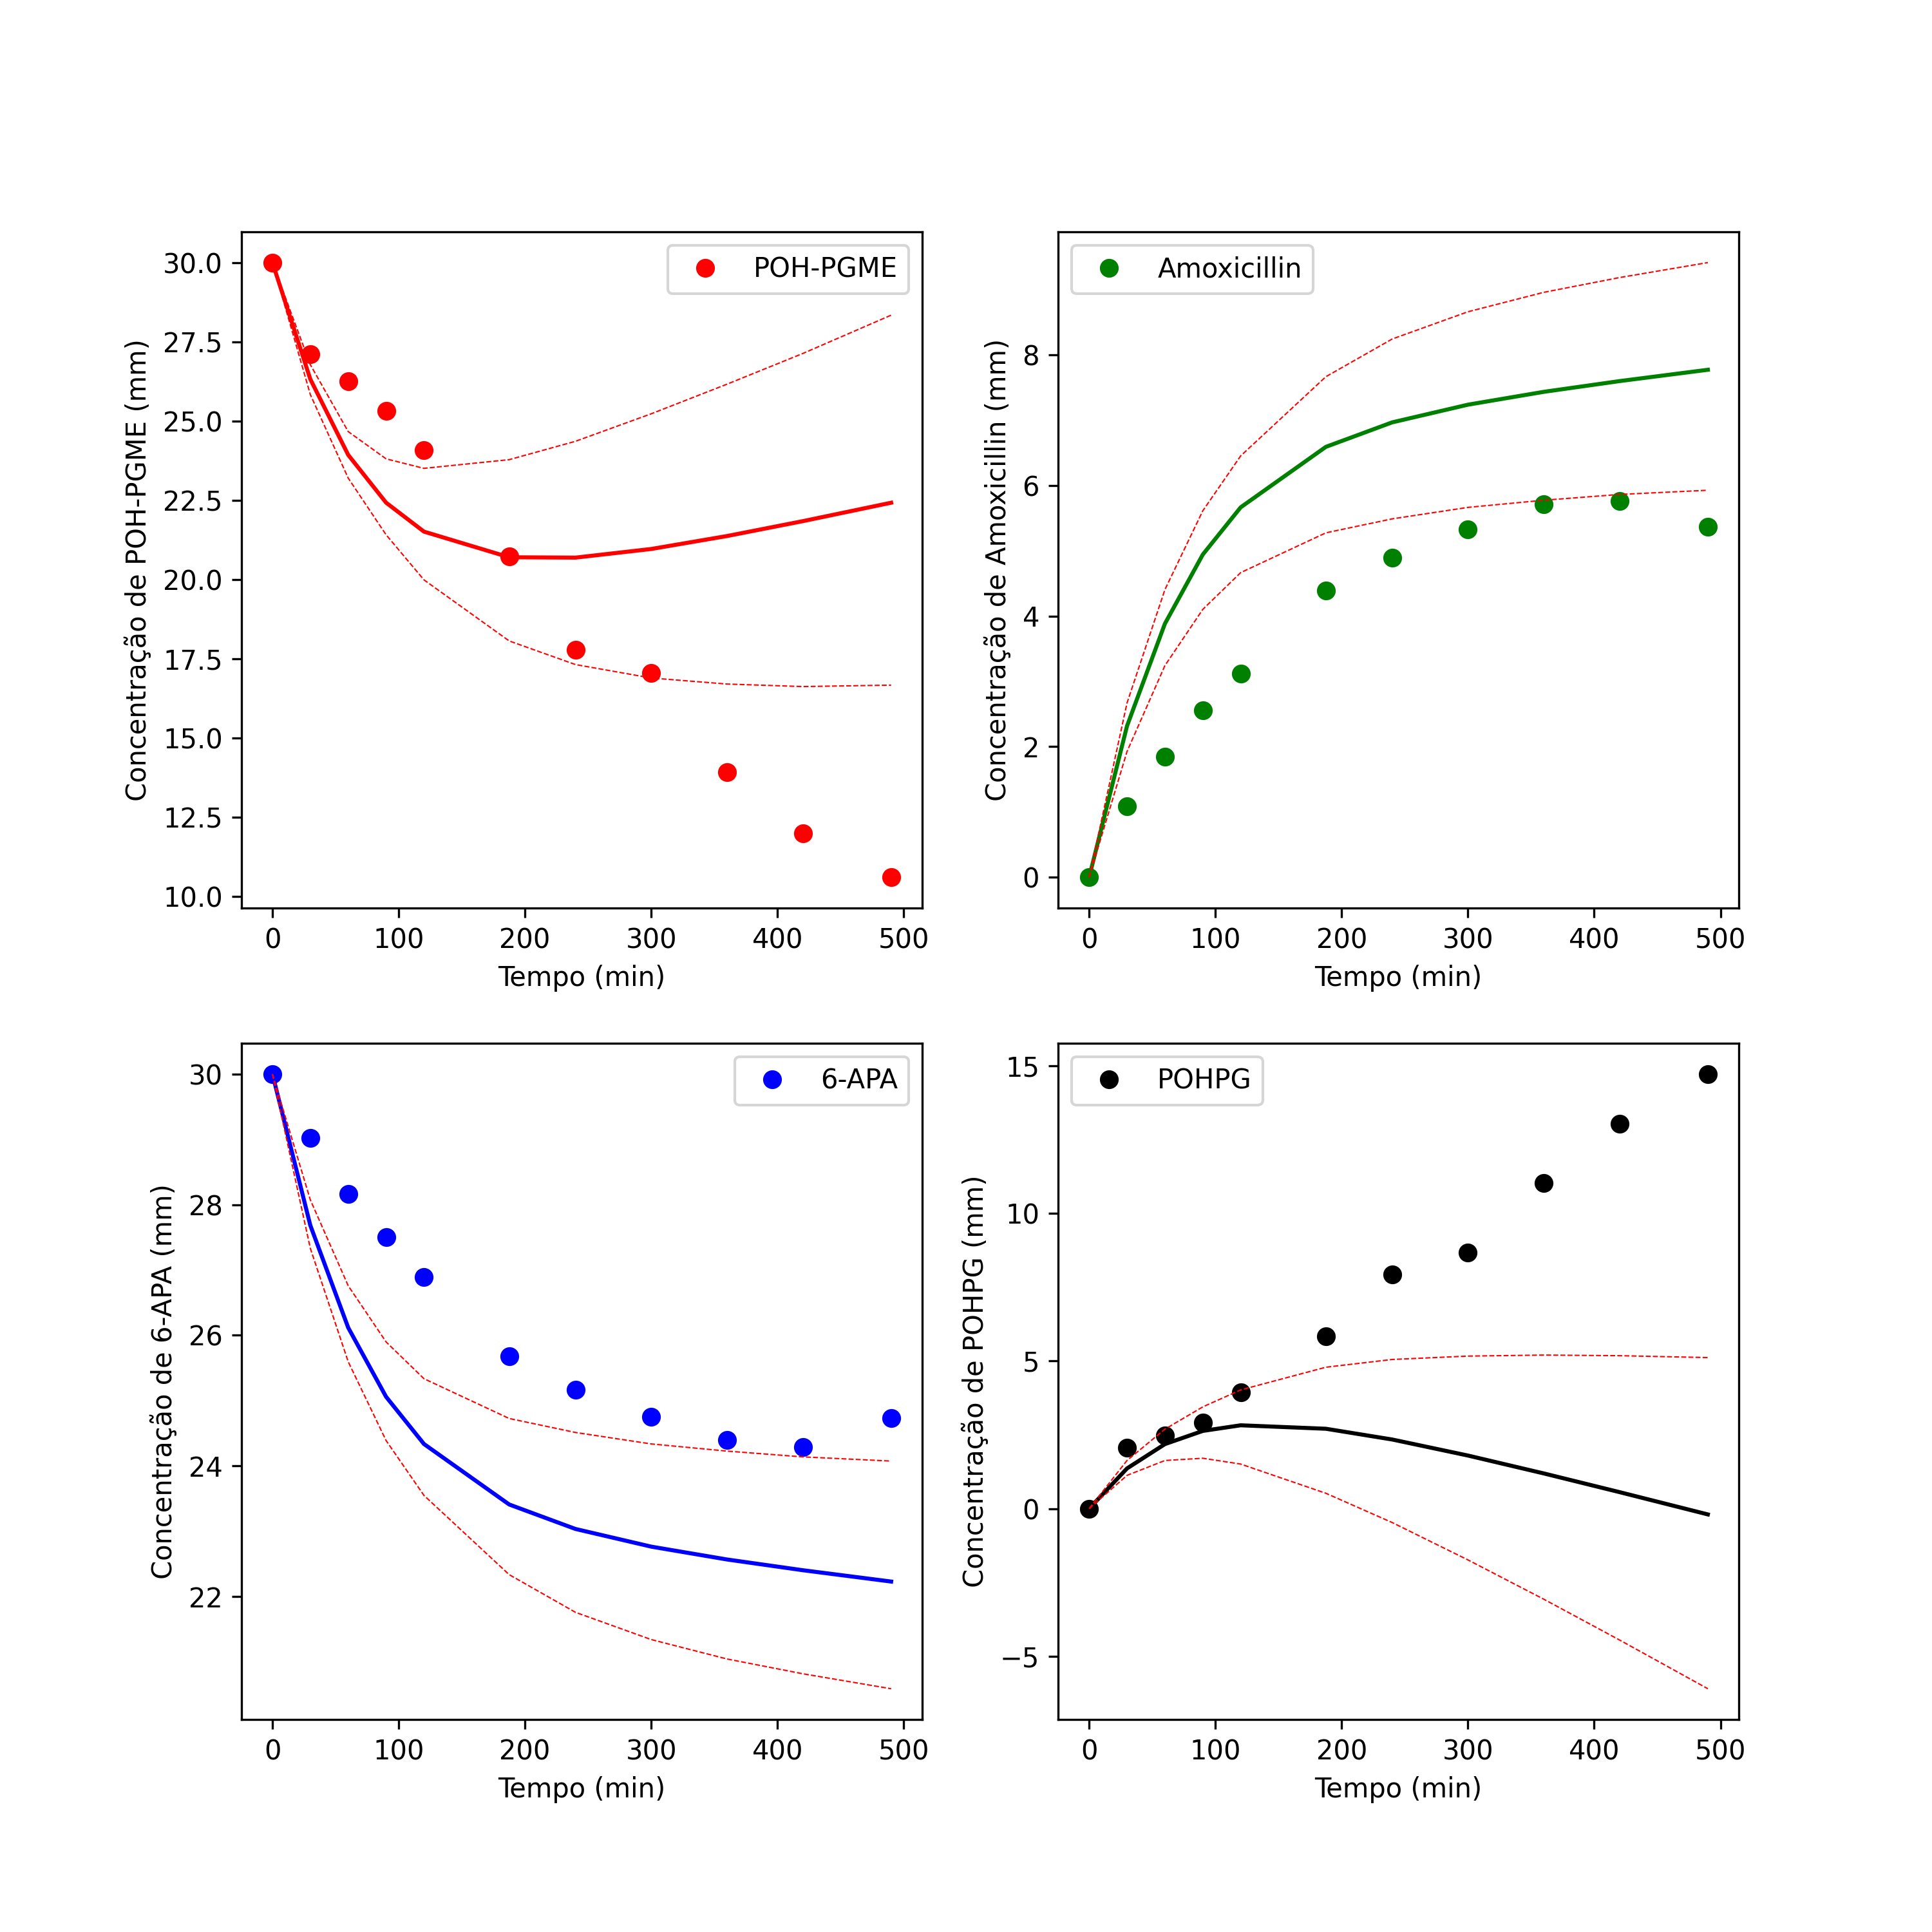 POH-PGME
Concentração de POH-PGME (mm)
30.0
27.5
25.0
22.5
20.0
17.5
15.0
12.5
10.0
0 100 200 300 400 500
Tempo (min)
Amoxicillin
Concentração de Amoxicillin (mm)
8
6
4
2
0
0 100 200 300 400 500
Tempo (min)
6-APA
Concentração de 6-APA (mm)
30
28
26
24
22
0 100 200 300 400 500
Tempo (min)
POHPG
Concentração de POHPG (mm)
15
10
5
0
−5
0 100 200 300 400 500
Tempo (min)